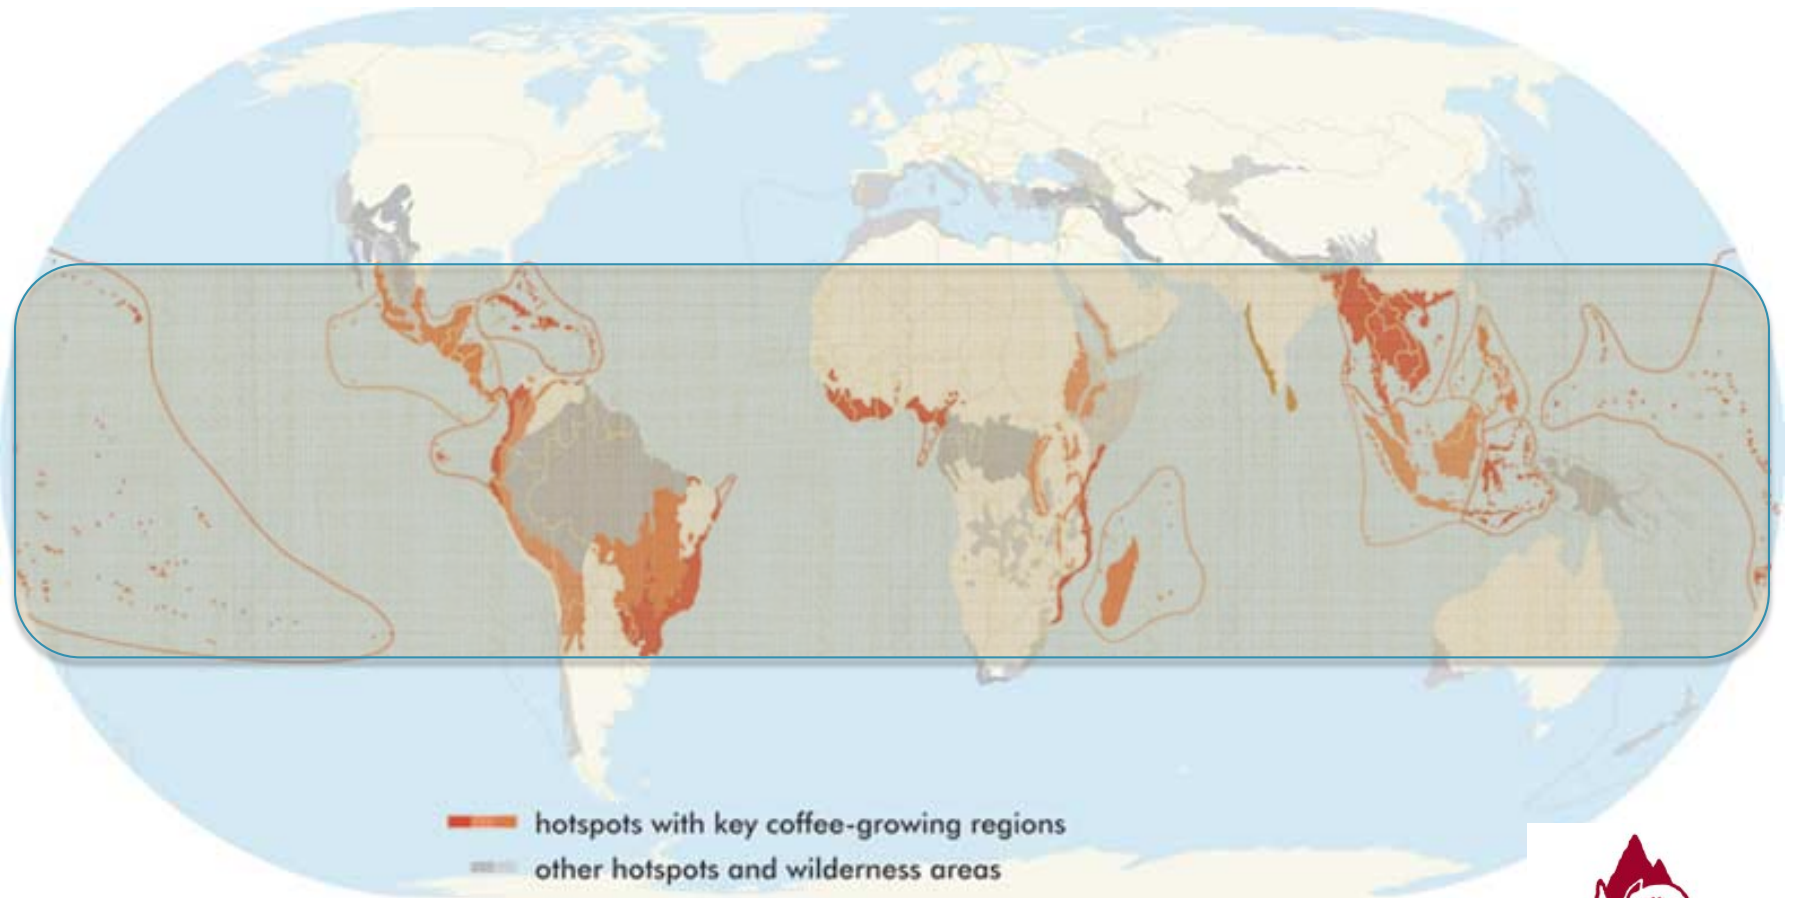 hotspots with key coffee-growing regions
other hotspots and wilderness areas